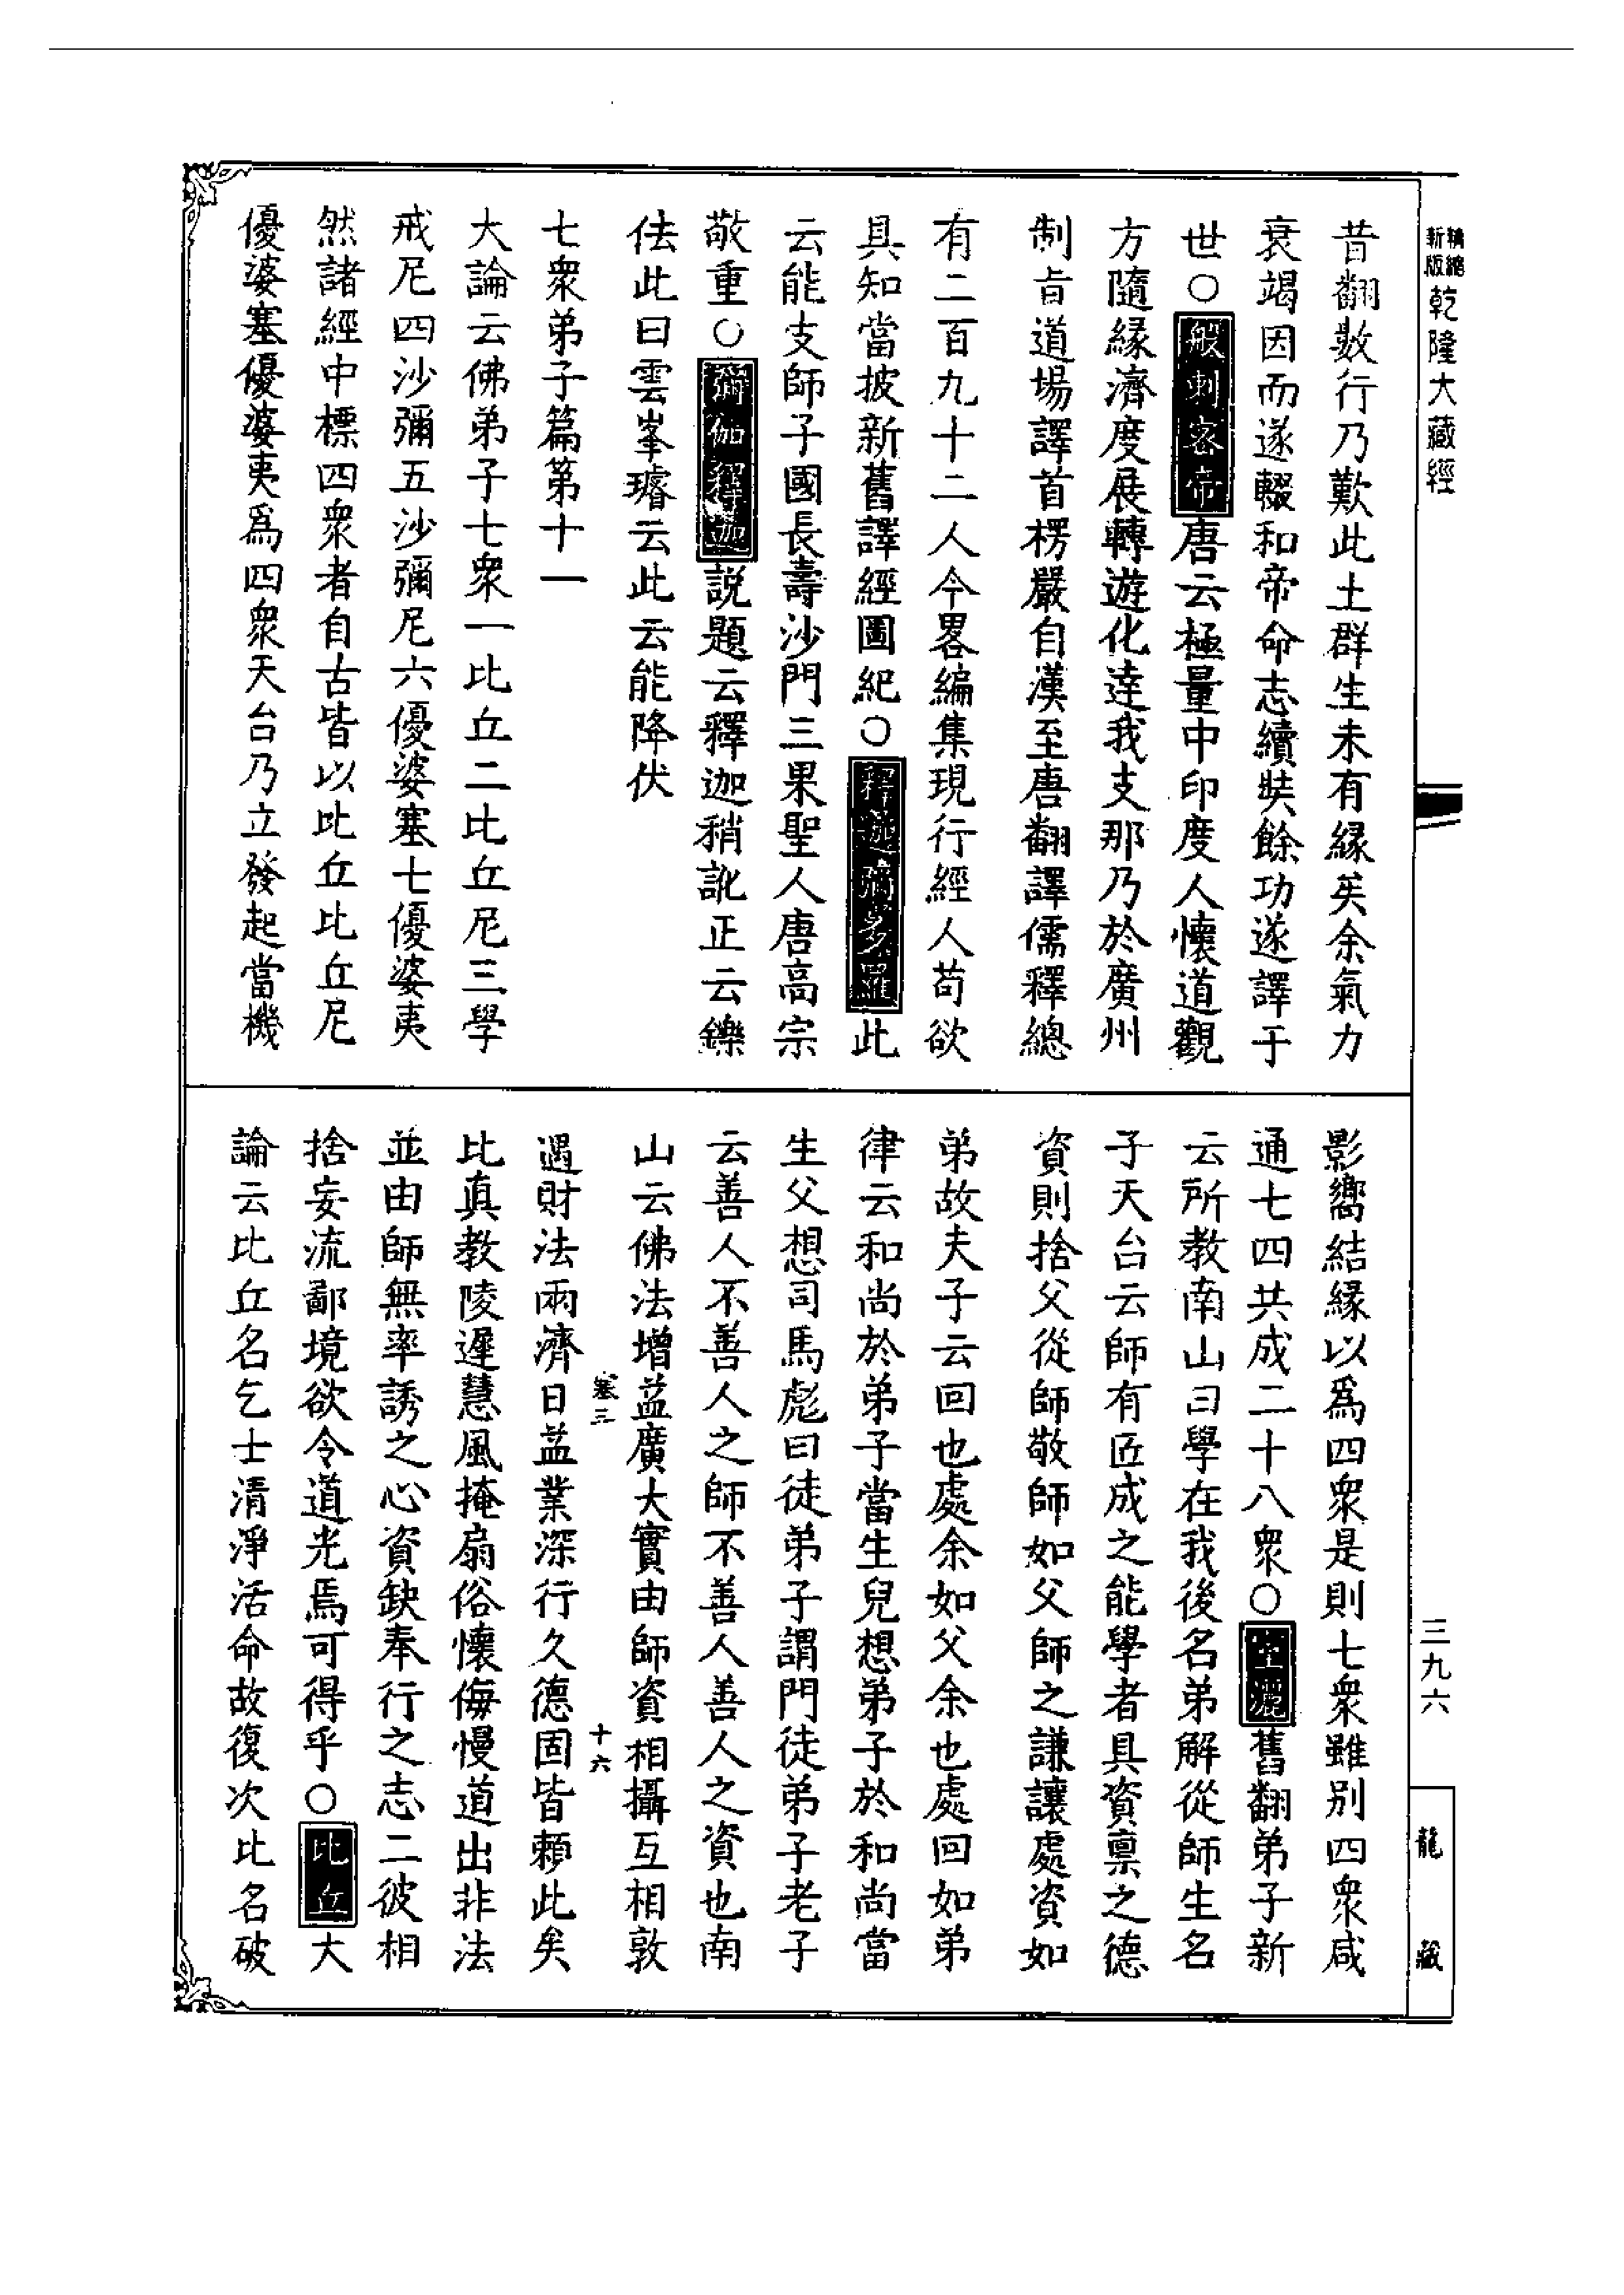 精縮新版乾隆大藏經
昔翻數行乃歎此土群生未有緣矣余氣力
衰竭因而遂輟和帝命志續奘餘功遂譯于
世○般剌密帝唐云極量中印度人懷道觀
方隨緣濟度展轉遊化達我支那乃於廣州
制旨道場譯首楞嚴自漢至唐翻譯儒釋總
有二百九十二人今畧編集現行經人苟欲
具知當披新舊譯經圖紀○釋迦彌多羅此
云能支師子國長壽沙門三果聖人唐高宗
敬重○彌伽釋迦說題云釋迦稍訛正云鑠
佉此曰雲峯璿云此云能降伏
七衆弟子篇第十一
大論云佛弟子七衆一比丘二比丘尼三學
戒尼四沙彌五沙彌尼六優婆塞七優婆夷
然諸經中標四衆者自古皆以比丘比丘尼
優婆塞優婆夷爲四衆天台乃立發起當機
影嚮結緣以爲四衆是則七衆雖别四衆咸
通七四共成二十八衆○室灑舊翻弟子新
云所教南山曰學在我後名弟解從師生名
子天台云師有匠成之能學者具資稟之德
資則捨父從師敬師如父師之謙讓處資如
弟故夫子云回也處余如父余也處回如弟
律云和尚於弟子當生兒想弟子於和尚當
生父想司馬彪曰徒弟子謂門徒弟子老子
云善人不善人之師不善人善人之資也南
山云佛法增益廣大實由師資相攝互相敦
塞三
十六
遇財法兩濟日益業深行久德固皆賴此矣
比真教陵遲慧風掩扇俗懷侮慢道出非法
並由師無率誘之心資缺奉行之志二彼相
捨妄流鄙境欲令道光焉可得乎○比丘大
論云比丘名乞士清淨活命故復次比名破
三九六
龍藏